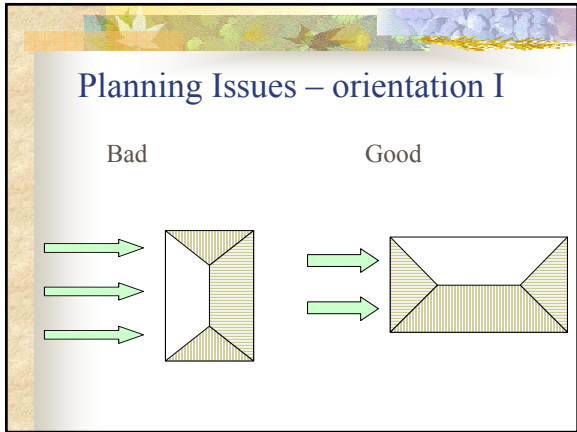 Planning Issues – orientation I
Bad
Good